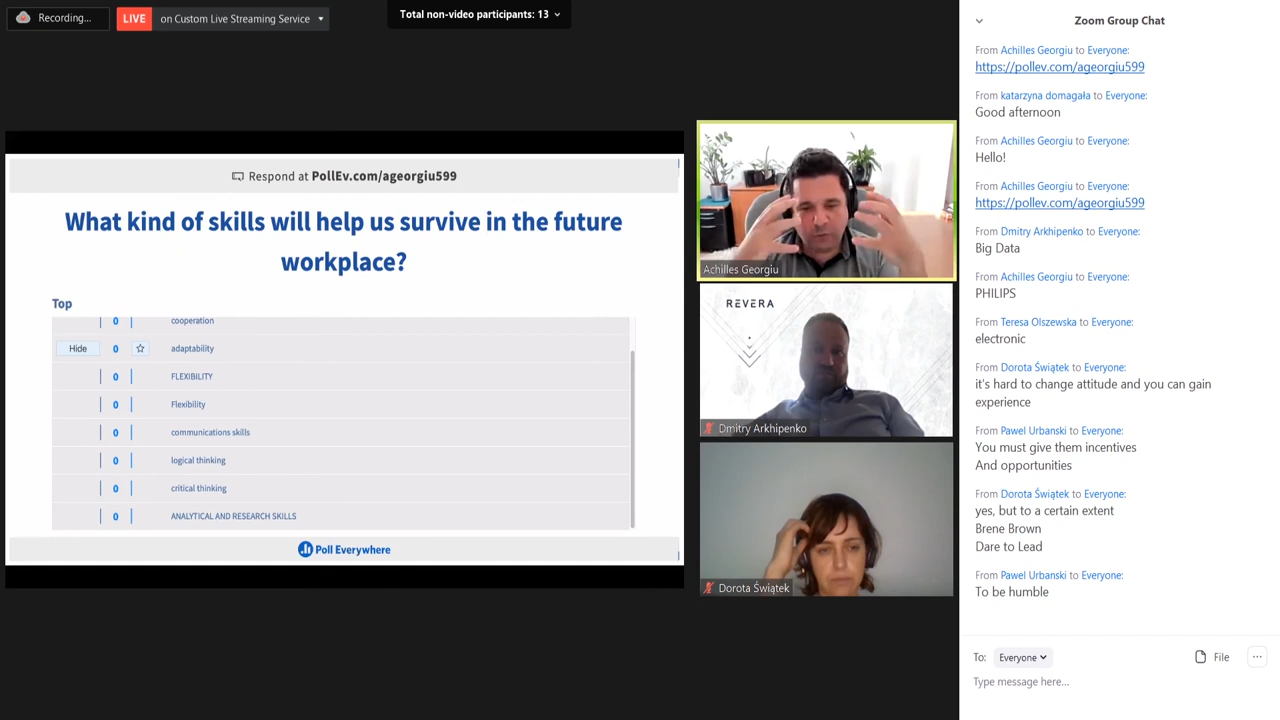 Recording...
LIVE
on Custom Live Streaming Service
Total non-video participants: 13
Respond at PollEv.com/ageorgiu599
What kind of skills will help us survive in the future
workplace?
Top
0 cooperation
Hide 0 adaptability
0 FLEXIBILITY
0 Flexibility
0 communications skills
0 logical thinking
0 critical thinking
0 ANALYTICAL AND RESEARCH SKILLS
Poll Everywhere
Achilles Georgiu
REVERA
Dmitry Arkhipenko
Dorota Świątek
Zoom Group Chat
From Achilles Georgiu to Everyone:
https://pollev.com/ageorgiu599
From katarzyna domagała to Everyone:
Good afternoon
From Achilles Georgiu to Everyone:
Hello!
From Achilles Georgiu to Everyone:
https://pollev.com/ageorgiu599
From Dmitry Arkhipenko to Everyone:
Big Data
From Achilles Georgiu to Everyone:
PHILIPS
From Teresa Olszewska to Everyone:
electronic
From Dorota Świątek to Everyone:
it's hard to change attitude and you can gain
experience
From Pawel Urbanski to Everyone:
You must give them incentives
And opportunities
From Dorota Świątek to Everyone:
yes, but to a certain extent
Brene Brown
Dare to Lead
From Pawel Urbanski to Everyone:
To be humble
To: Everyone
File
Type message here...